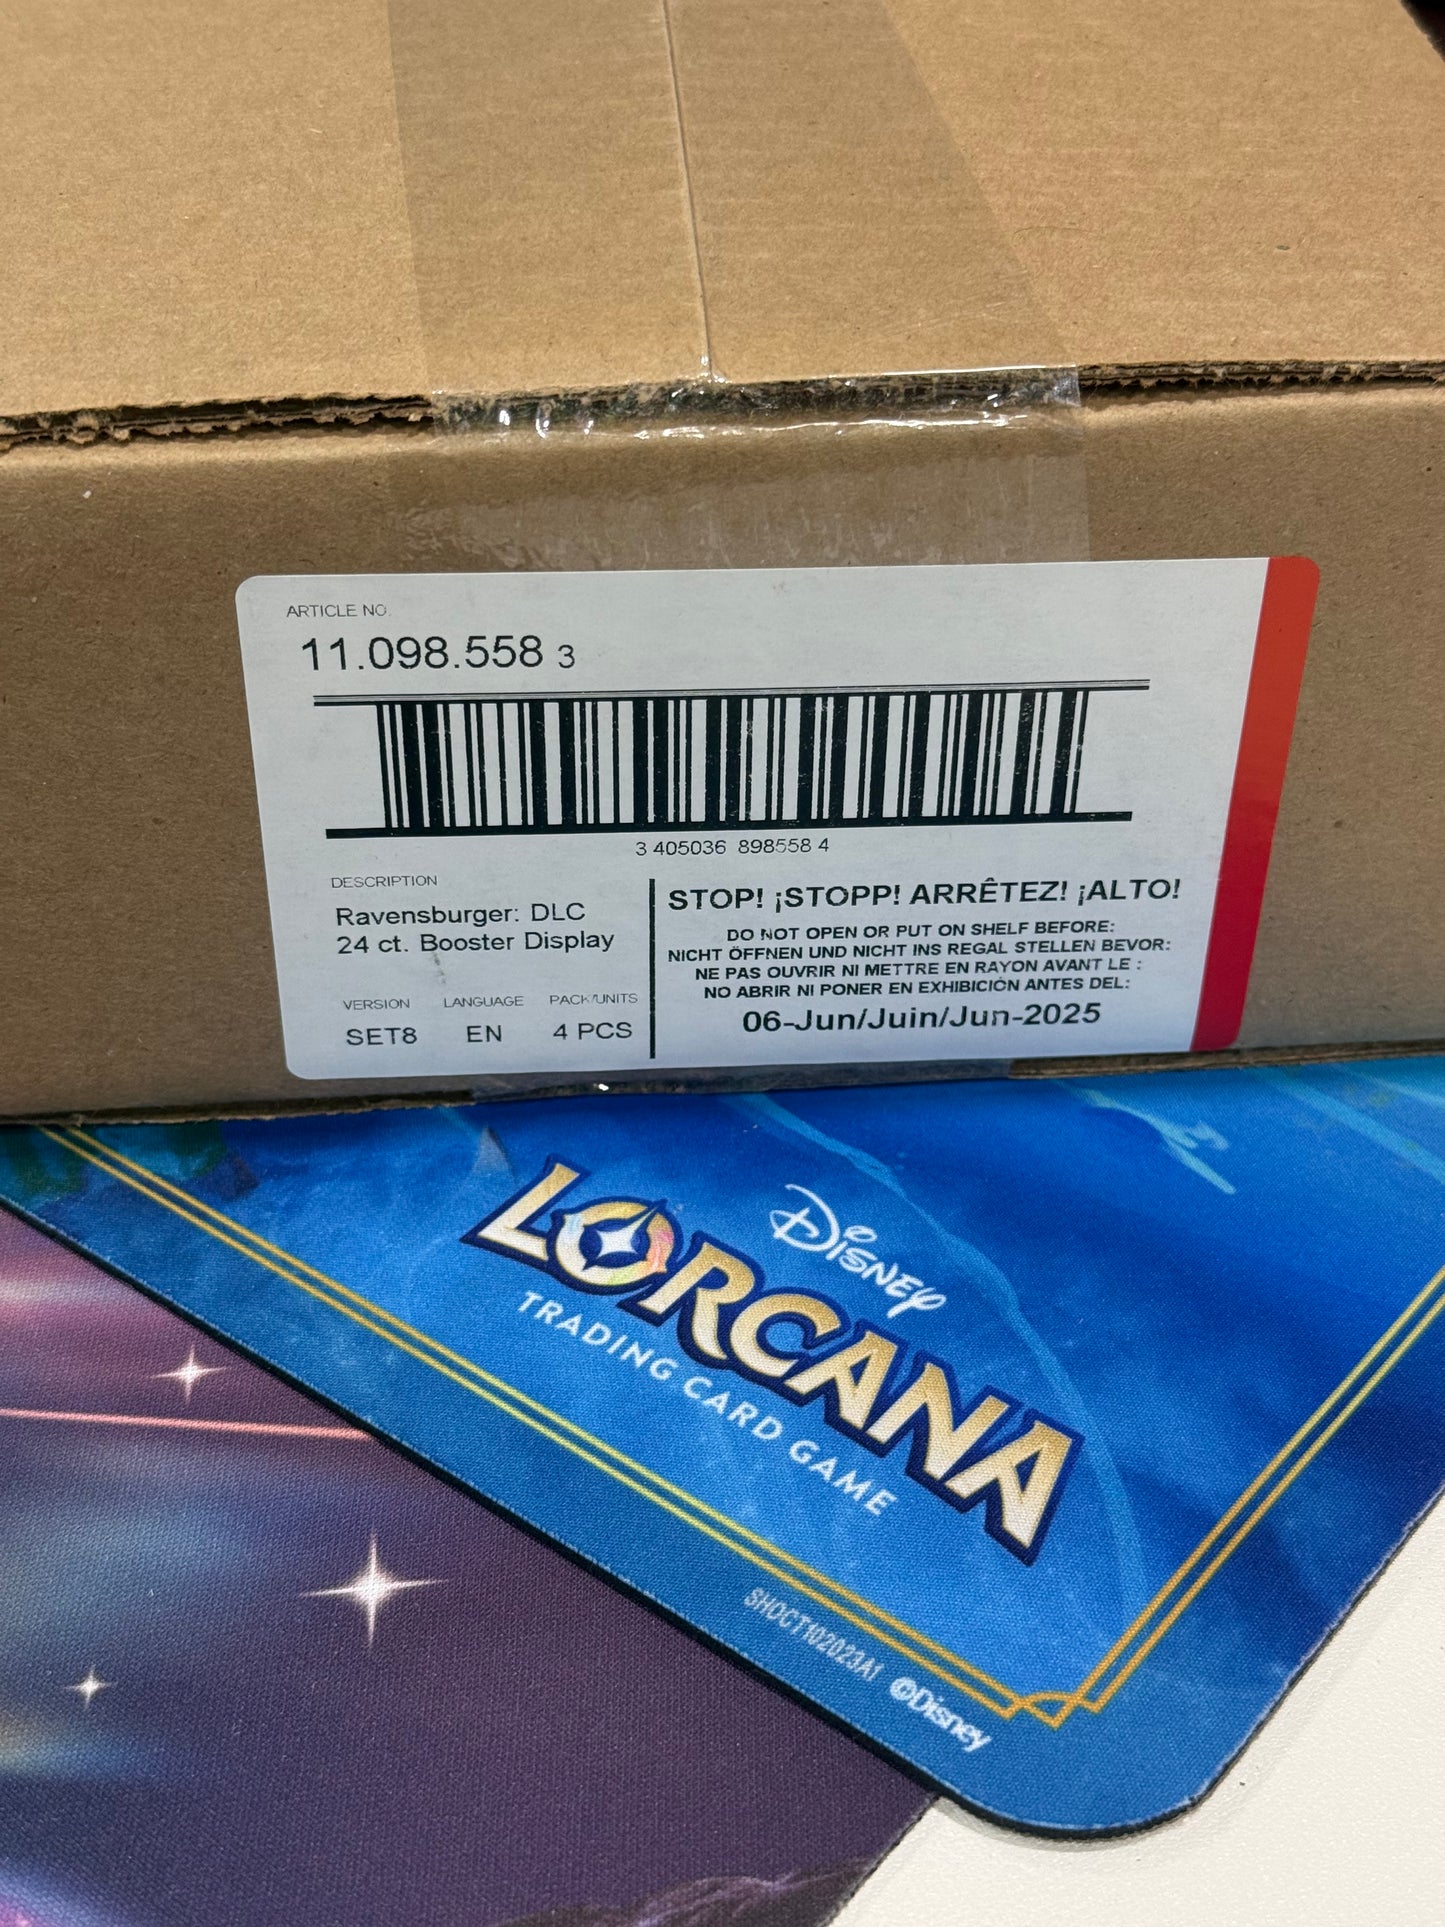 ARTICLE NO.
11.098.558 3
3 405036 898558 4
DESCRIPTION
Ravensburger: DLC
24 ct. Booster Display
VERSION LANGUAGE PACK/UNITS
SET8 EN 4 PCS
STOP! ¡STOPP! ARRÊTEZ! ¡ALTO!
DO NOT OPEN OR PUT ON SHELF BEFORE:
NICHT ÖFFNEN UND NICHT INS REGAL STELLEN BEVOR:
NE PAS OUVRIR NI METTRE EN RAYON AVANT LE :
NO ABRIR NI PONER EN EXHIBICIÓN ANTES DEL:
06-Jun/Juin/Jun-2025
Disney
LORCANA
TRADING CARD GAME
SHOCT102023A1 ©Disney